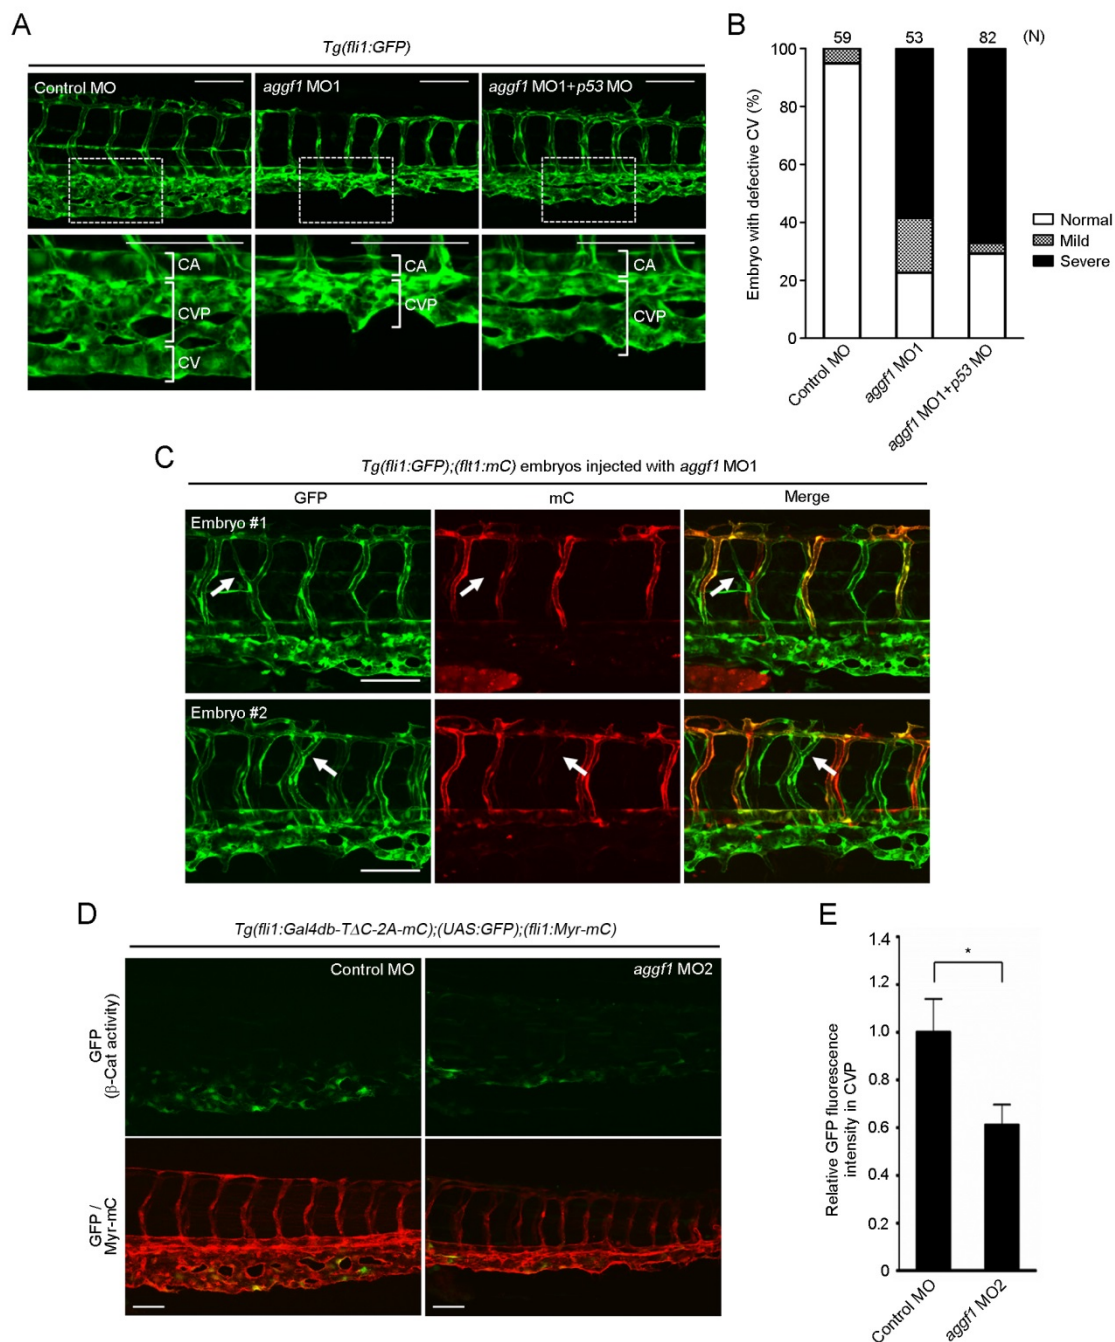 A
Tg(fli1:GFP)
Control MO
aggf1 MO1
aggf1 MO1+p53 MO
CA
CVP
CV
CA
CVP
CA
CVP
B
59 53 82 (N)
Embryo with defective CV (%)
100
80
60
40
20
0
Control MO
aggf1 MO1
aggf1 MO1+p53 MO
Normal
Mild
Severe
C
Tg(fli1:GFP);(flt1:mC) embryos injected with aggf1 MO1
GFP mC Merge
Embryo #1
Embryo #2
D
Tg(fli1:Gal4db-TΔC-2A-mC);(UAS:GFP);(fli1:Myr-mC)
Control MO
aggf1 MO2
GFP
(β-Cat activity)
GFP /
Myr-mC
E
Relative GFP fluorescence
intensity in CVP
1.4
1.2
1.0
0.8
0.6
0.4
0.2
0
*
Control MO
aggf1 MO2